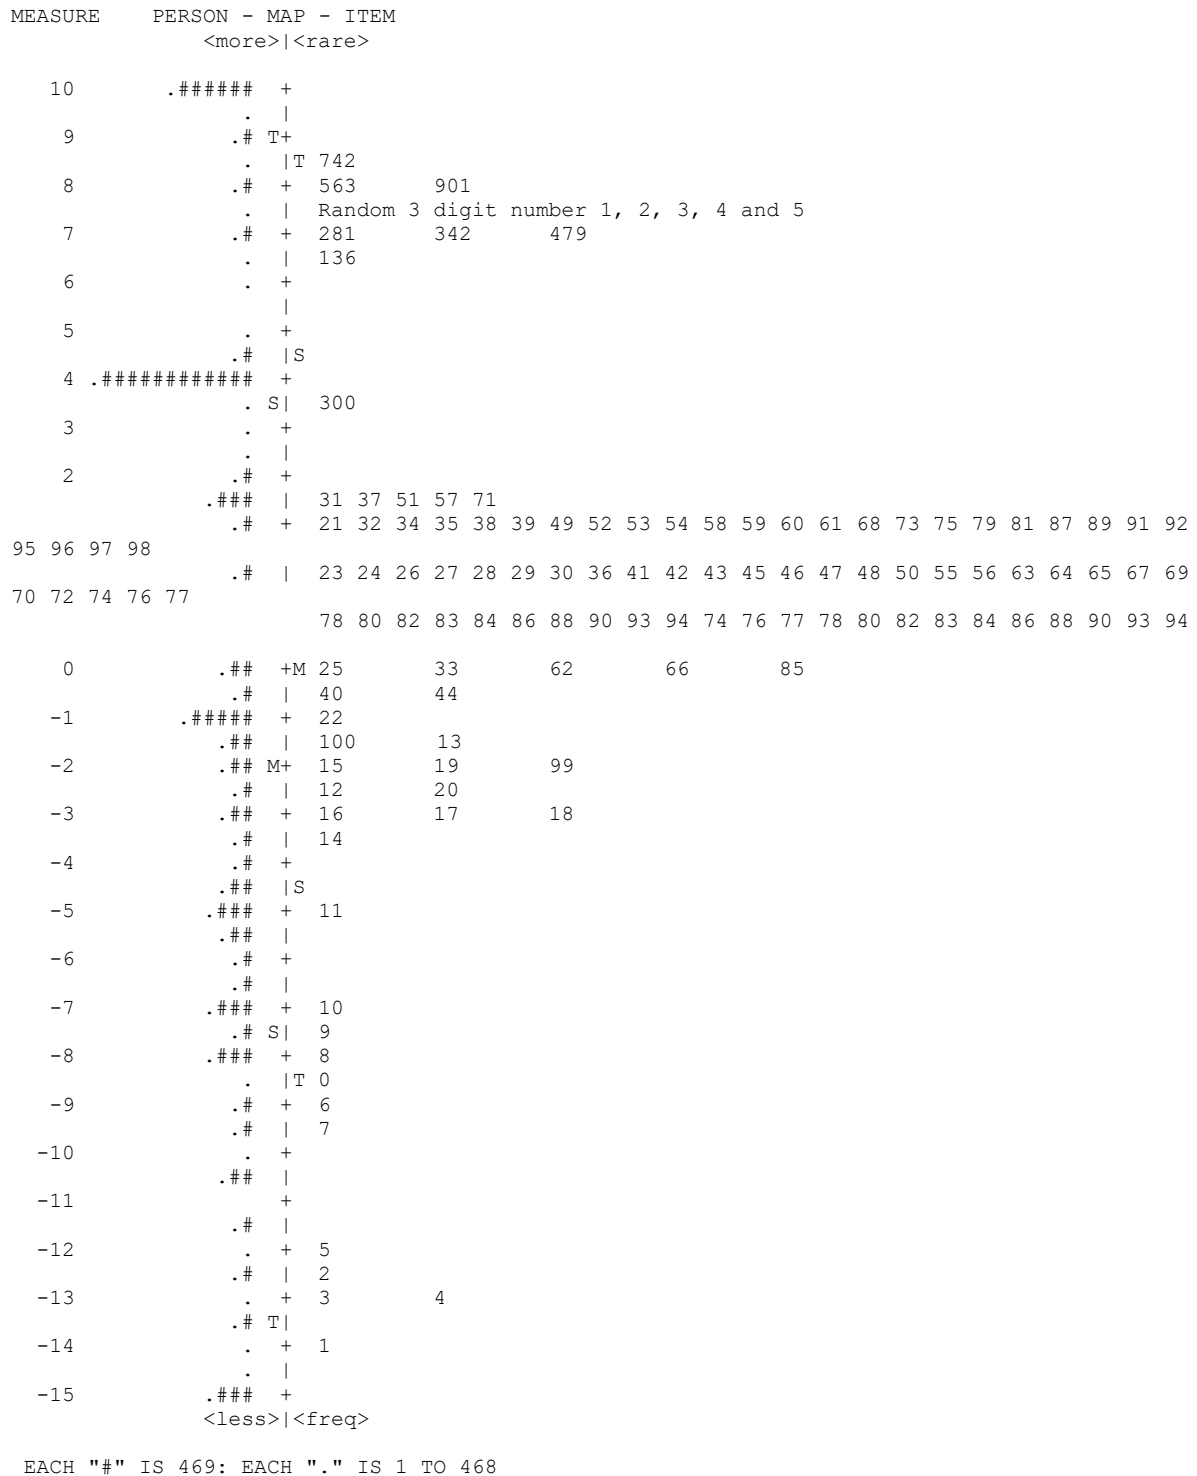 MEASURE    PERSON - MAP - ITEM
               <more>|<rare>
   10        .######  +
                   .  |
    9             .# T+
                   .  |T 742
    8             .#  +  563      901
                   .  |  Random 3 digit number 1, 2, 3, 4 and 5
    7             .#  +  281      342      479
                   .  |  136
    6              .  +
                      |
    5              .  +
                  .#  |S
    4 .############  +
                   . S|  300
    3              .  +
                   .  |
    2             .#  +
                .###  |  31 37 51 57 71
                  .#  +  21 32 34 35 38 39 49 52 53 54 58 59 60 61 68 73 75 79 81 87 89 91 92
95 96 97 98
                  .#  |  23 24 26 27 28 29 30 36 41 42 43 45 46 47 48 50 55 56 63 64 65 67 69
70 72 74 76 77
                         78 80 82 83 84 86 88 90 93 94 74 76 77 78 80 82 83 84 86 88 90 93 94
    0            .##  +M 25       33       62       66       85
                  .#  |  40       44
   -1         .#####  +  22
                 .##  |  100      13
   -2            .## M+  15       19       99
                  .#  |  12       20
   -3            .##  +  16       17       18
                  .#  |  14
   -4             .#  +
                 .##  |S
   -5           .###  +  11
                 .##  |
   -6             .#  +
                  .#  |
   -7           .###  +  10
                  .# S|  9
   -8           .###  +  8
                   .  |T 0
   -9             .#  +  6
                  .#  |  7
  -10              .  +
                 .##  |
  -11                 +
                  .#  |
  -12              .  +  5
                  .#  |  2
  -13              .  +  3        4
                  .# T|
  -14              .  +  1
                   .  |
  -15           .###  +
               <less>|<freq>
 EACH "#" IS 469: EACH "." IS 1 TO 468